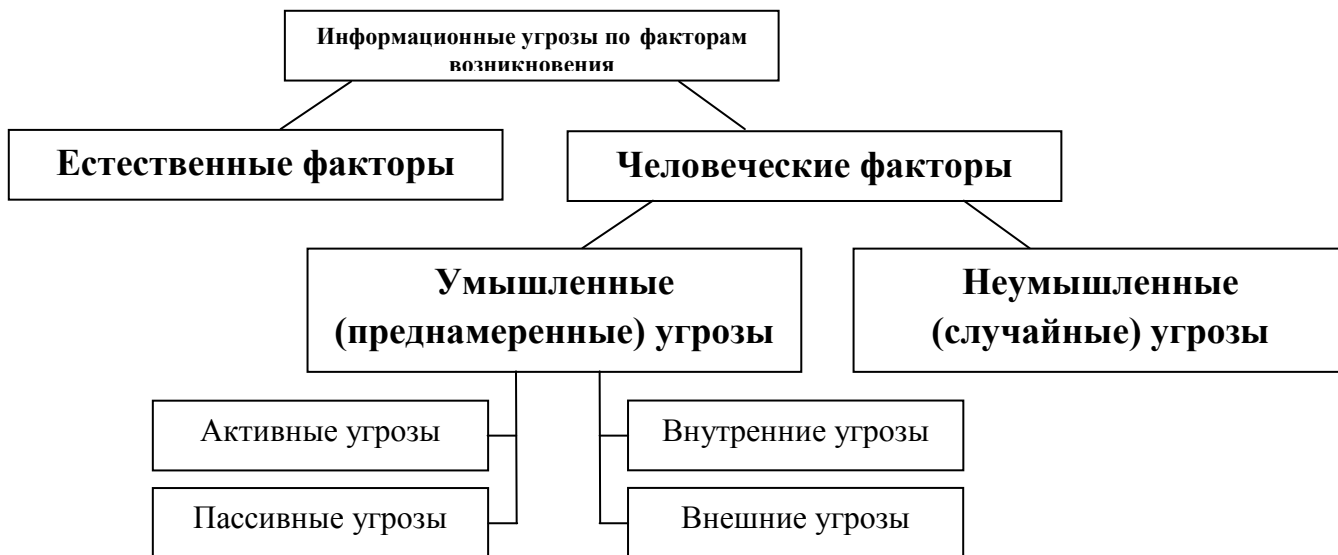 Информационные угрозы по факторам
возникновения
Естественные факторы
Человеческие факторы
Умышленные
(преднамеренные) угрозы
Неумышленные
(случайные) угрозы
Активные угрозы
Внутренние угрозы
Пассивные угрозы
Внешние угрозы